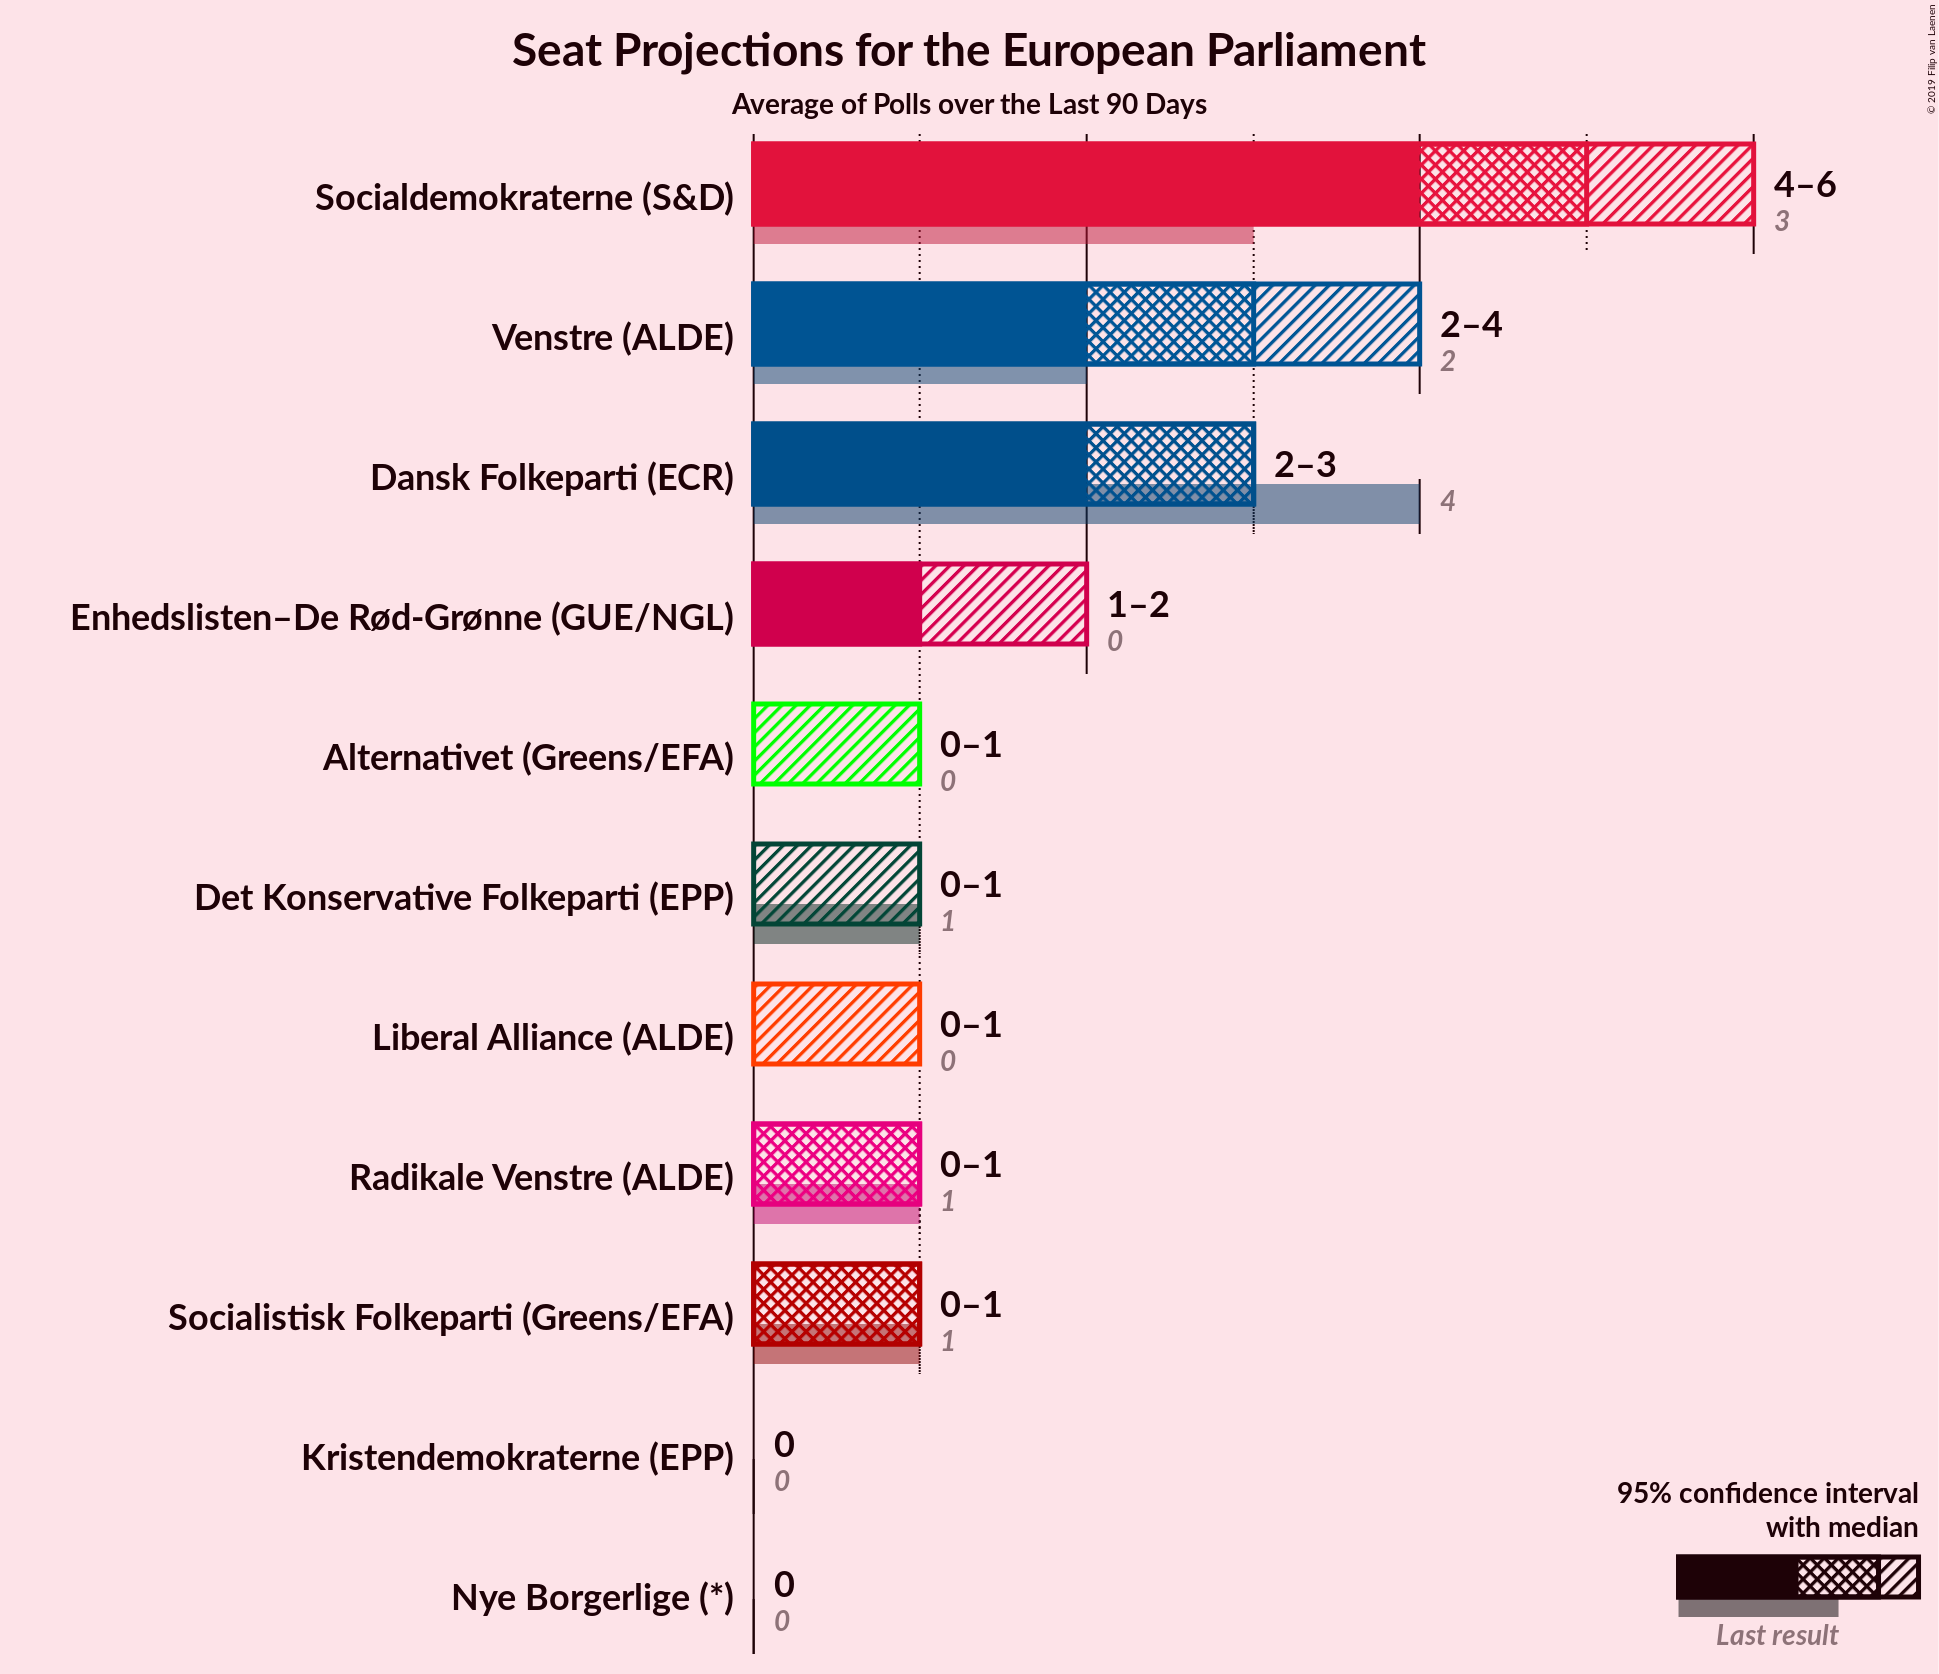 Seat Projections for the European Parliament
Average of Polls over the Last 90 Days
© 2019 Filip van Laenen
Socialdemokraterne (S&D)
4–6
3
Venstre (ALDE)
2–4
2
Dansk Folkeparti (ECR)
2–3
4
Enhedslisten–De Rød-Grønne (GUE/NGL)
1–2
0
Alternativet (Greens/EFA)
0–1
0
Det Konservative Folkeparti (EPP)
0–1
1
Liberal Alliance (ALDE)
0–1
0
Radikale Venstre (ALDE)
0–1
1
Socialistisk Folkeparti (Greens/EFA)
0–1
1
Kristendemokraterne (EPP)
0
0
Nye Borgerlige (*)
0
0
95% confidence interval
with median
Last result